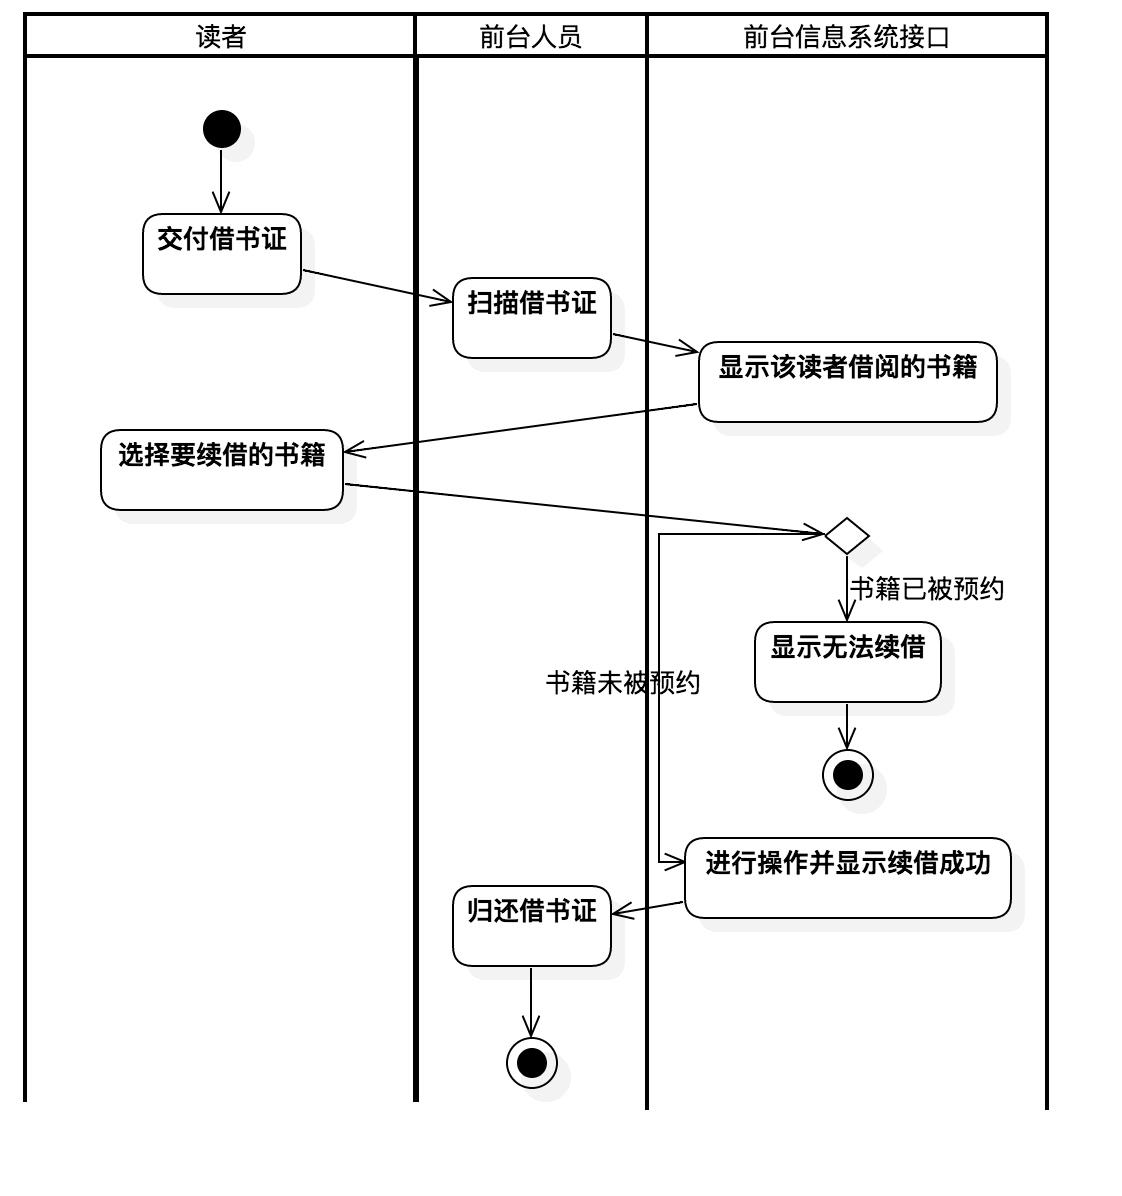 读者
前台人员
前台信息系统接口
交付借书证
扫描借书证
显示该读者借阅的书籍
选择要续借的书籍
书籍已被预约
显示无法续借
书籍未被预约
进行操作并显示续借成功
归还借书证